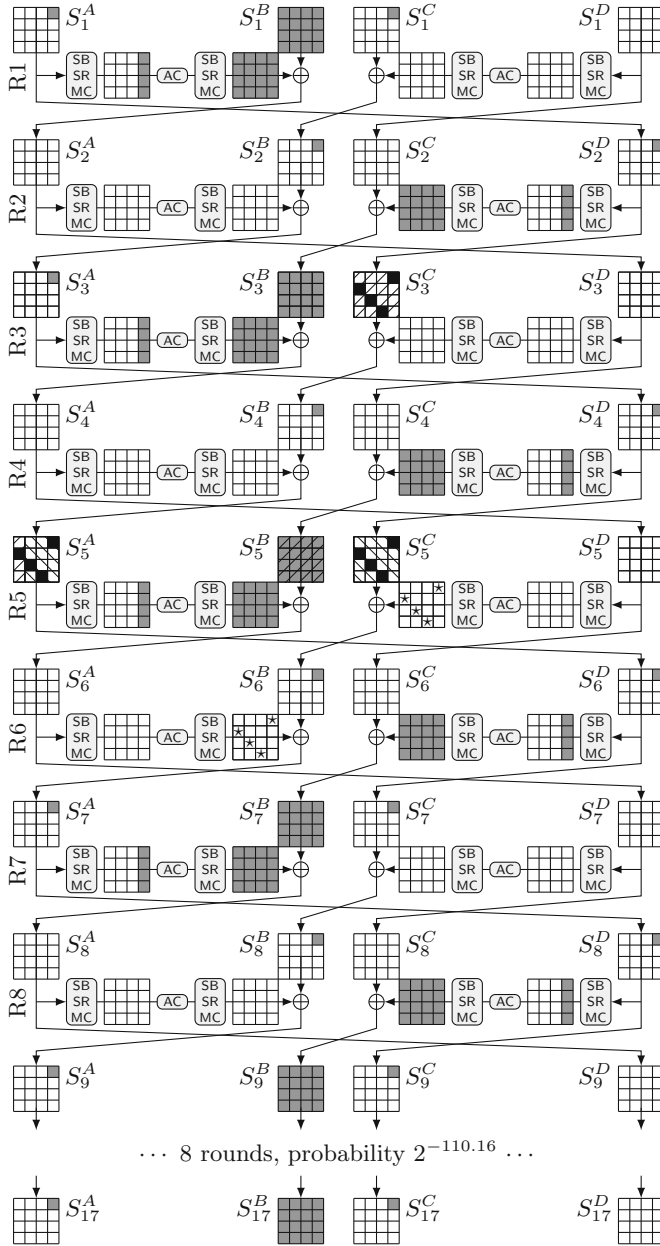 S_1^A S_1^B S_1^C S_1^D
R1 SB SR MC AC SB SR MC SB SR MC AC SB SR MC
S_2^A S_2^B S_2^C S_2^D
R2 SB SR MC AC SB SR MC SB SR MC AC SB SR MC
S_3^A S_3^B S_3^C S_3^D
R3 SB SR MC AC SB SR MC SB SR MC AC SB SR MC
S_4^A S_4^B S_4^C S_4^D
R4 SB SR MC AC SB SR MC SB SR MC AC SB SR MC
S_5^A S_5^B S_5^C S_5^D
R5 SB SR MC AC SB SR MC SB SR MC AC SB SR MC
S_6^A S_6^B S_6^C S_6^D
R6 SB SR MC AC SB SR MC SB SR MC AC SB SR MC
S_7^A S_7^B S_7^C S_7^D
R7 SB SR MC AC SB SR MC SB SR MC AC SB SR MC
S_8^A S_8^B S_8^C S_8^D
R8 SB SR MC AC SB SR MC SB SR MC AC SB SR MC
S_9^A S_9^B S_9^C S_9^D
··· 8 rounds, probability 2^{-110.16} ···
S_17^A S_17^B S_17^C S_17^D